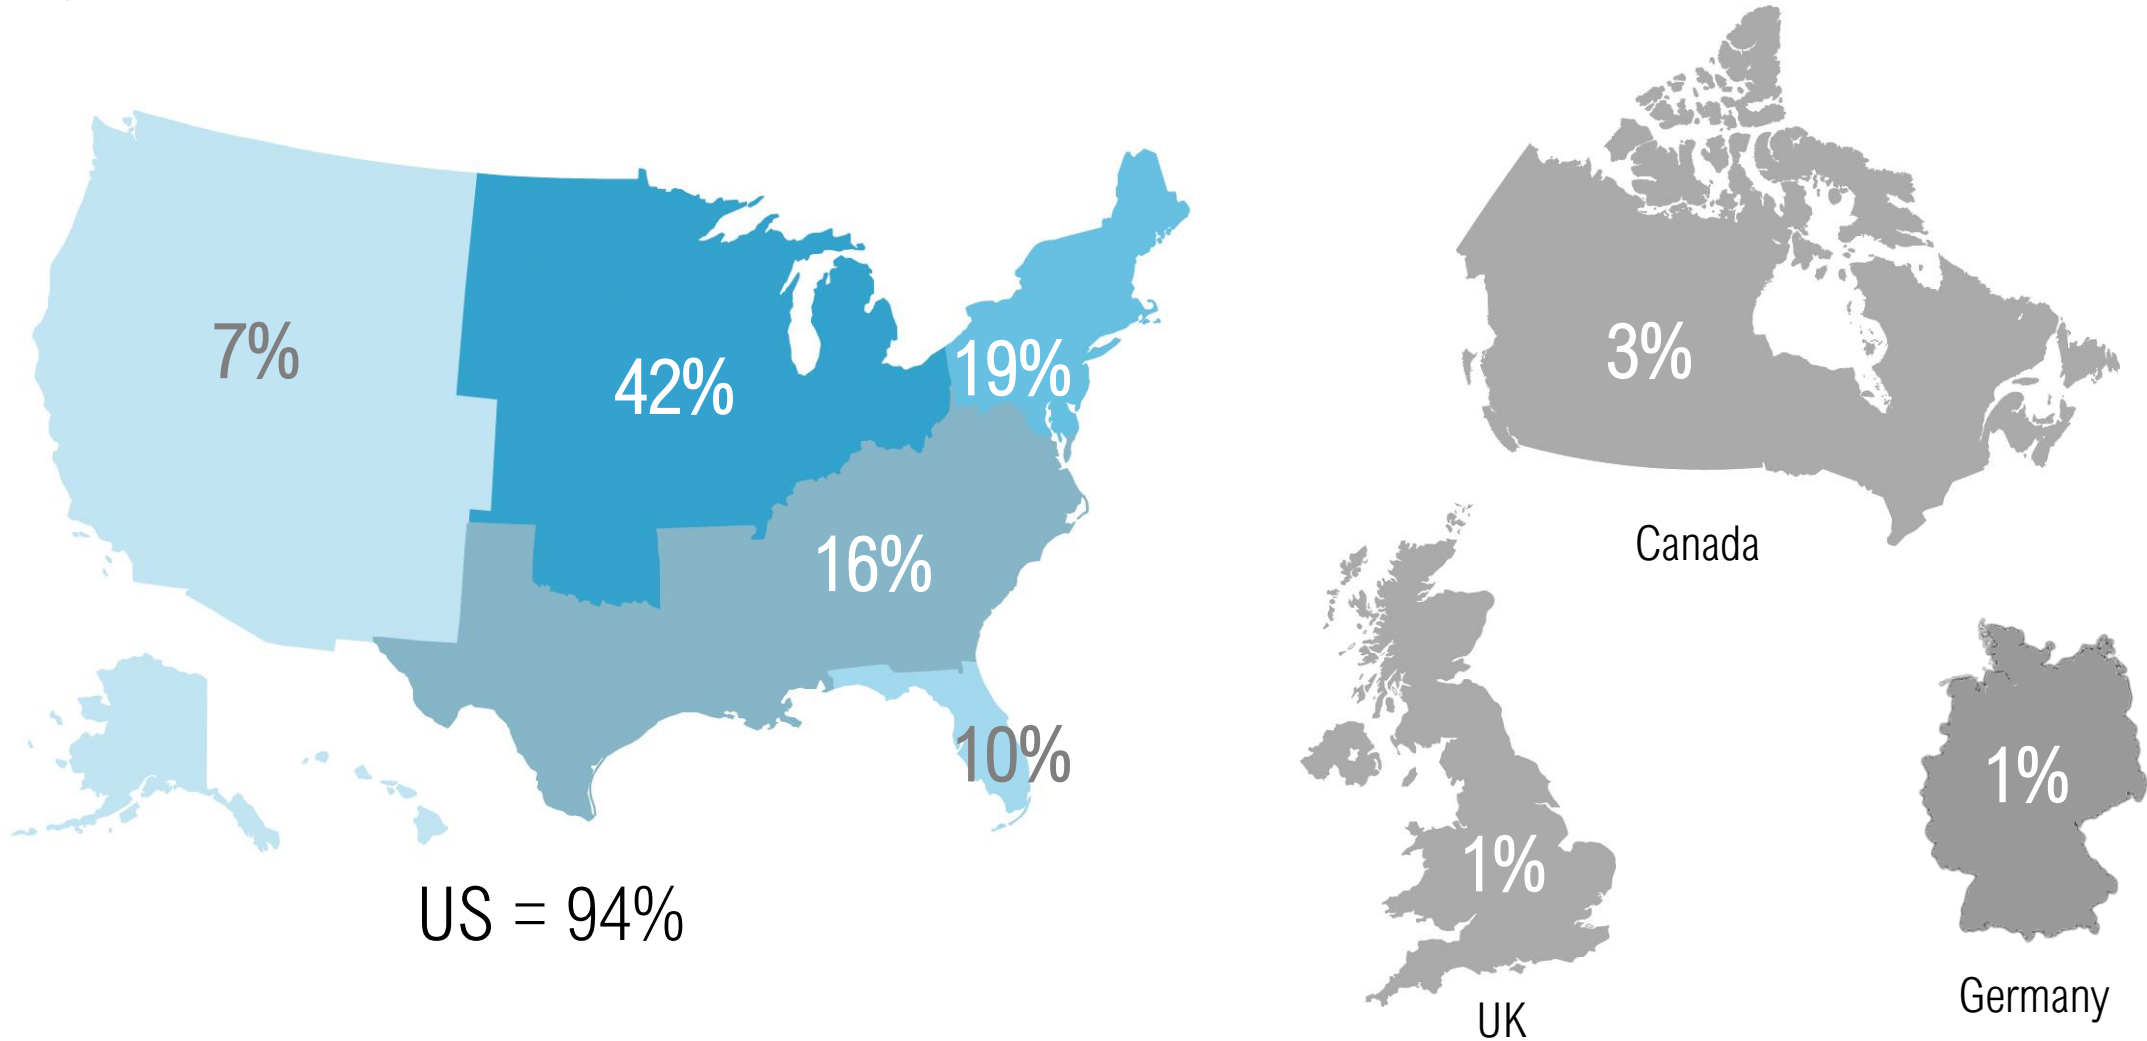 7%
42%
19%
16%
10%
US = 94%
3%
Canada
1%
UK
1%
Germany